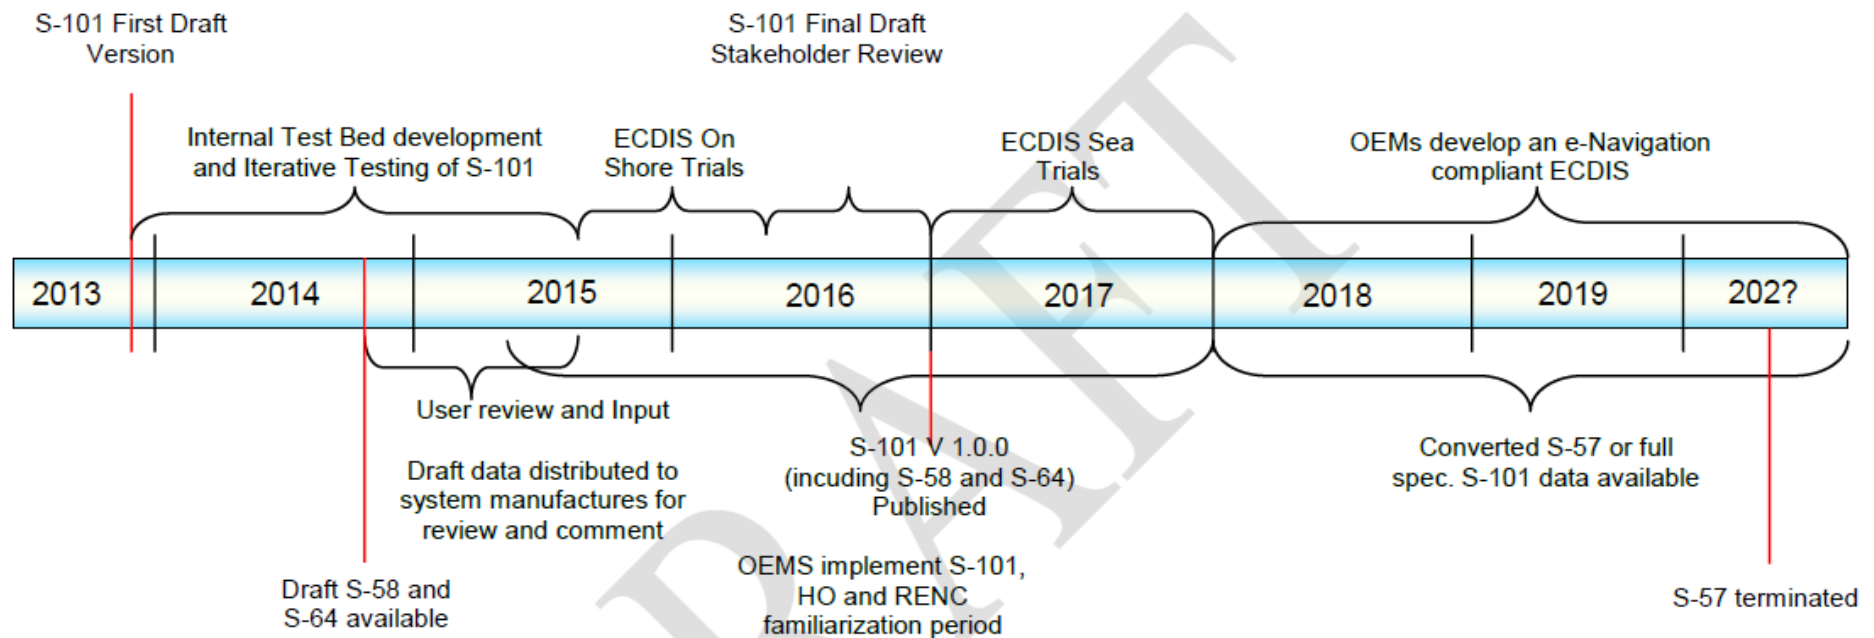 S-101 First Draft
Version
S-101 Final Draft
Stakeholder Review
Internal Test Bed development
and Iterative Testing of S-101
ECDIS On
Shore Trials
ECDIS Sea
Trials
OEMs develop an e-Navigation
compliant ECDIS
2013
2014
2015
2016
2017
2018
2019
202?
User review and Input
Draft data distributed to
system manufactures for
review and comment
Draft S-58 and
S-64 available
S-101 V 1.0.0
(incuding S-58 and S-64)
Published
OEMS implement S-101,
HO and RENC
familiarization period
Converted S-57 or full
spec. S-101 data available
S-57 terminated
DRAFT